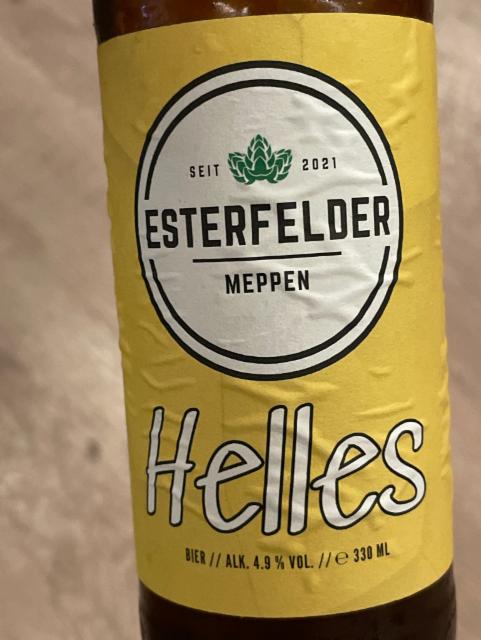 SEIT 2021
ESTERFELDER
MEPPEN
Helles
BIER // ALK. 4.9 % VOL. // ℮ 330 ML